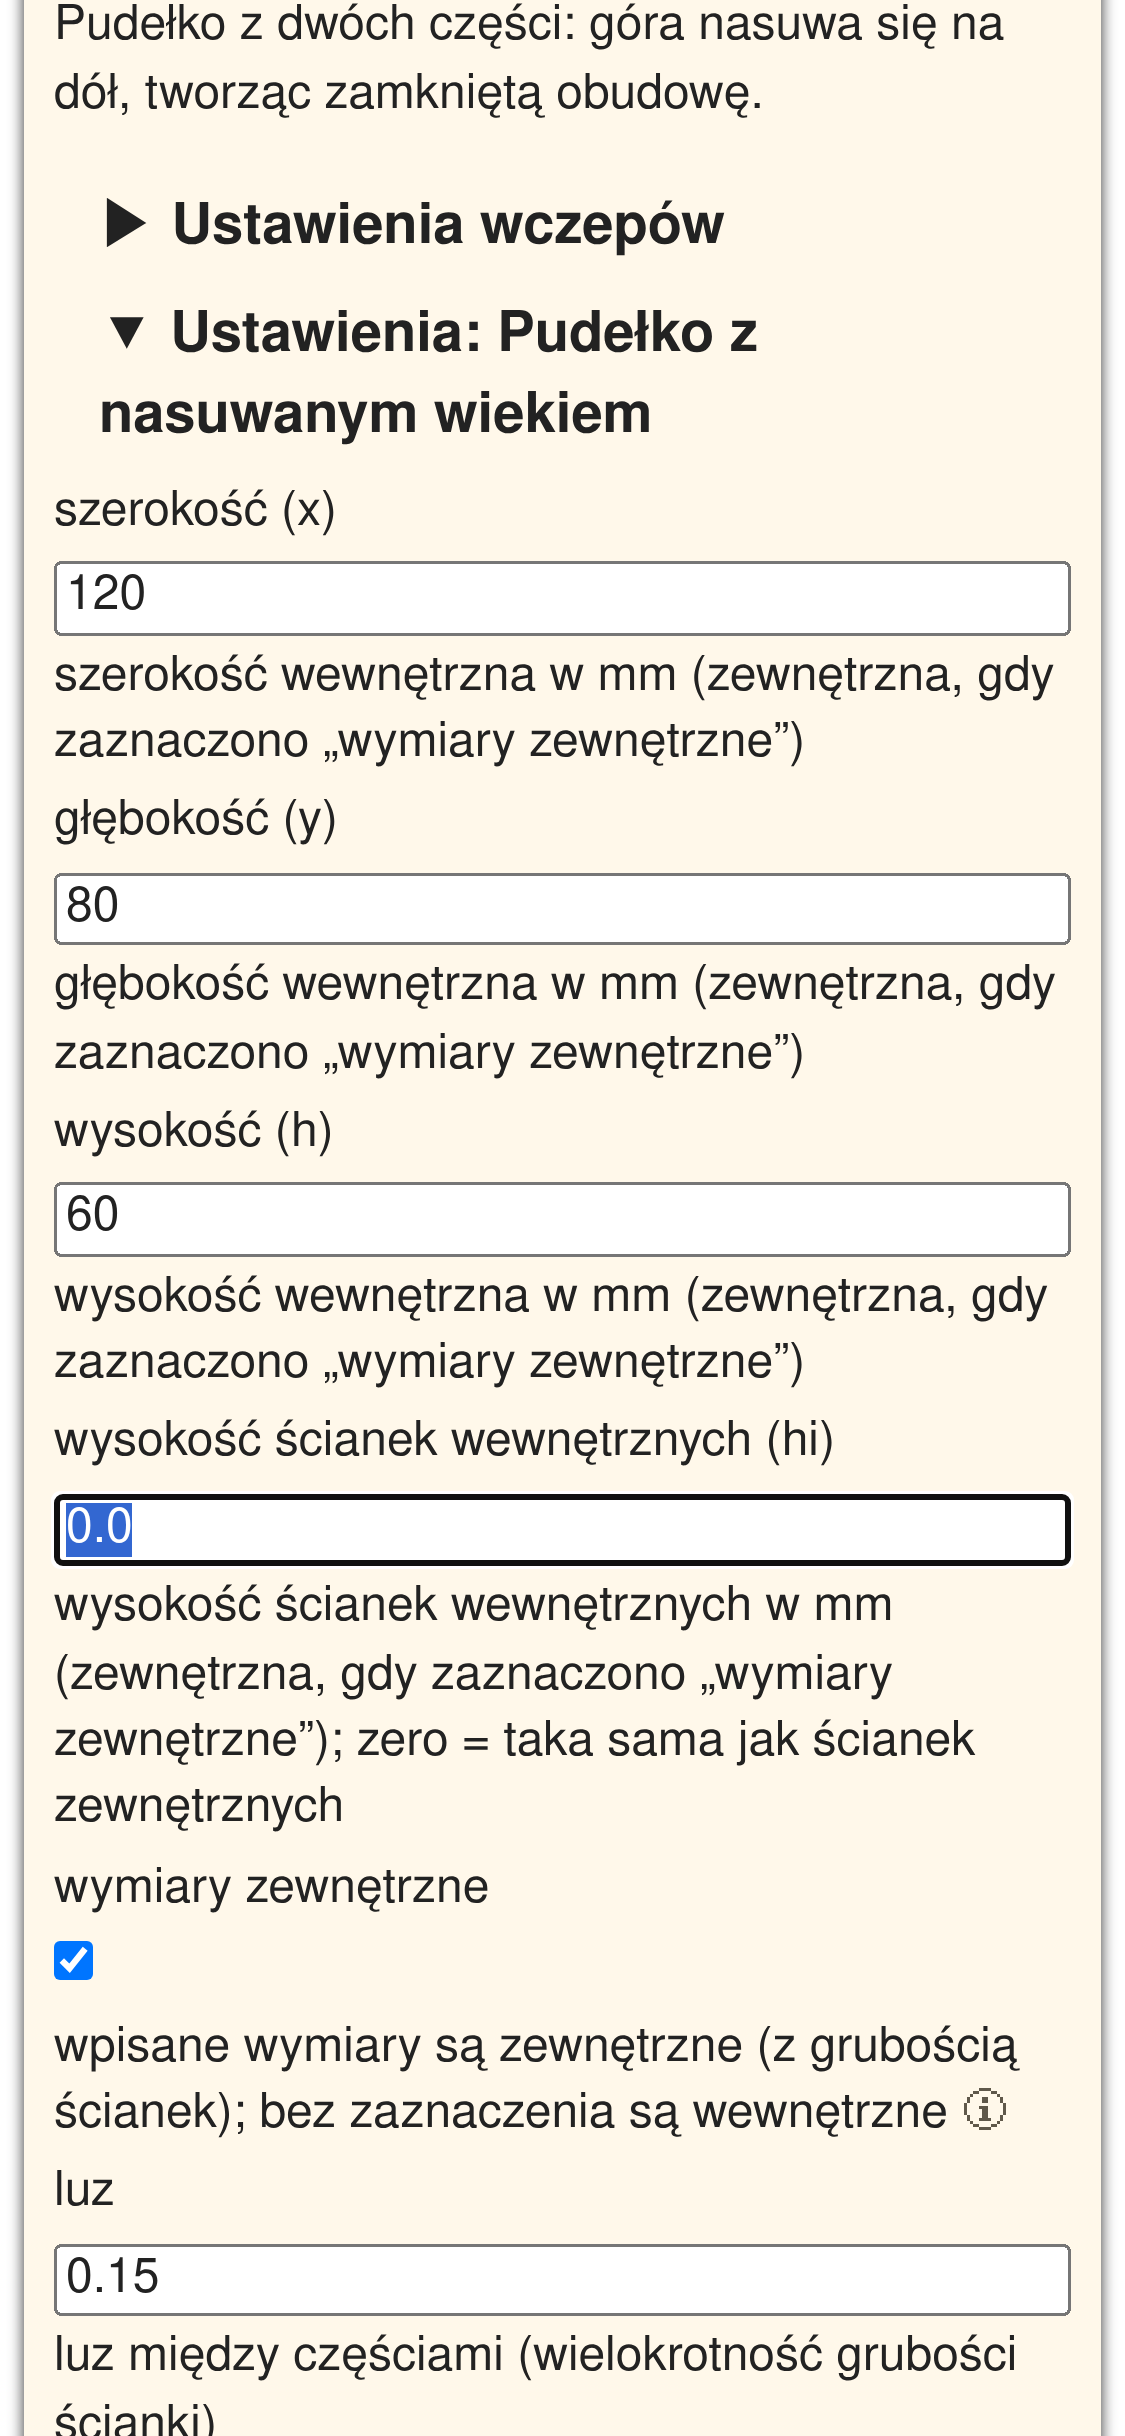 Pudełko z dwóch części: góra nasuwa się na
dół, tworząc zamkniętą obudowę.
▶ Ustawienia wczepów
▼ Ustawienia: Pudełko z
nasuwanym wiekiem
szerokość (x)
120
szerokość wewnętrzna w mm (zewnętrzna, gdy
zaznaczono „wymiary zewnętrzne”)
głębokość (y)
80
głębokość wewnętrzna w mm (zewnętrzna, gdy
zaznaczono „wymiary zewnętrzne”)
wysokość (h)
60
wysokość wewnętrzna w mm (zewnętrzna, gdy
zaznaczono „wymiary zewnętrzne”)
wysokość ścianek wewnętrznych (hi)
0.0
wysokość ścianek wewnętrznych w mm
(zewnętrzna, gdy zaznaczono „wymiary
zewnętrzne”); zero = taka sama jak ścianek
zewnętrznych
wymiary zewnętrzne
wpisane wymiary są zewnętrzne (z grubością
ścianek); bez zaznaczenia są wewnętrzne ⓘ
luz
0.15
luz między częściami (wielokrotność grubości
ścianki)